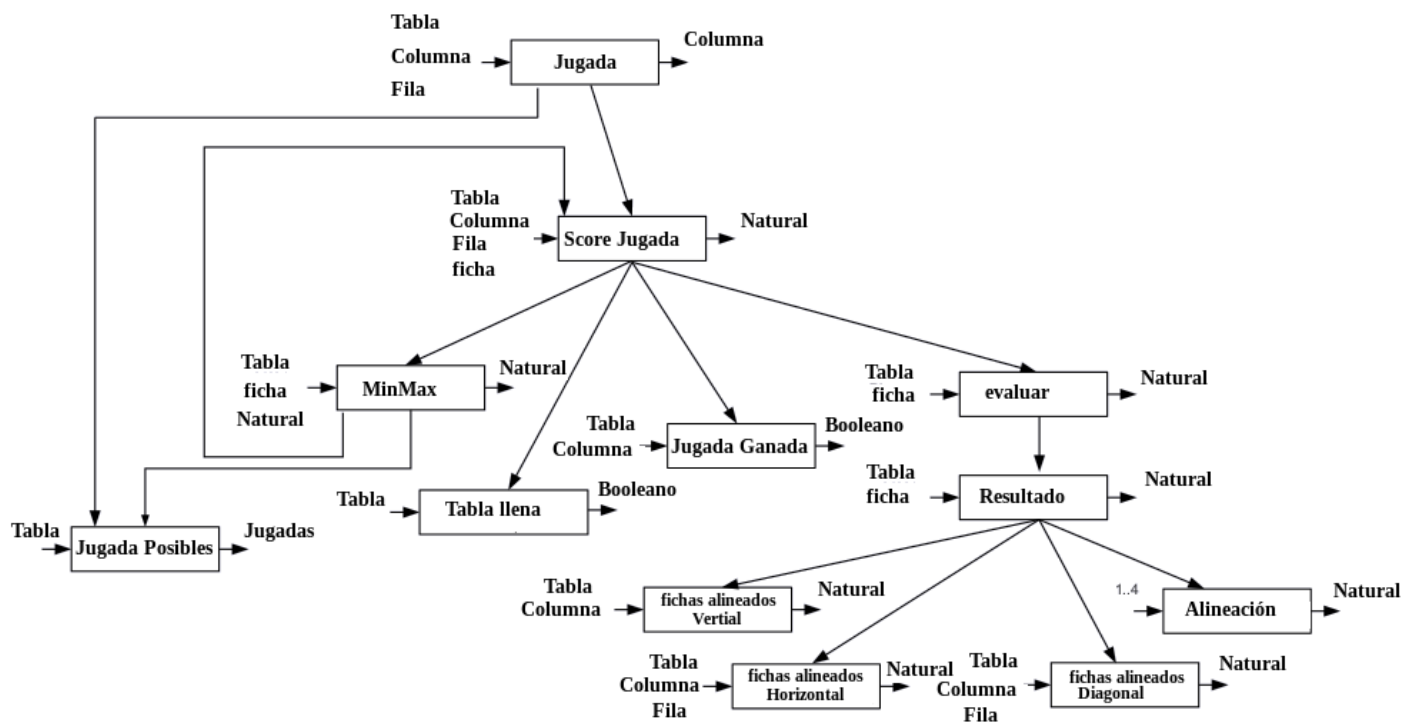 Tabla
Columna
Fila
Jugada
Columna
Tabla
Columna
Fila
ficha
Score Jugada
Natural
Tabla
ficha
Natural
MinMax
Natural
Tabla
ficha
evaluar
Natural
Tabla
Columna
Jugada Ganada
Booleano
Tabla
Tabla llena
Booleano
Tabla
ficha
Resultado
Natural
Tabla
Jugada Posibles
Jugadas
Tabla
Columna
fichas alineados
Vertial
Natural
1..4
Alineación
Natural
Tabla
Columna
Fila
fichas alineados
Horizontal
Natural
Tabla
Columna
Fila
fichas alineados
Diagonal
Natural